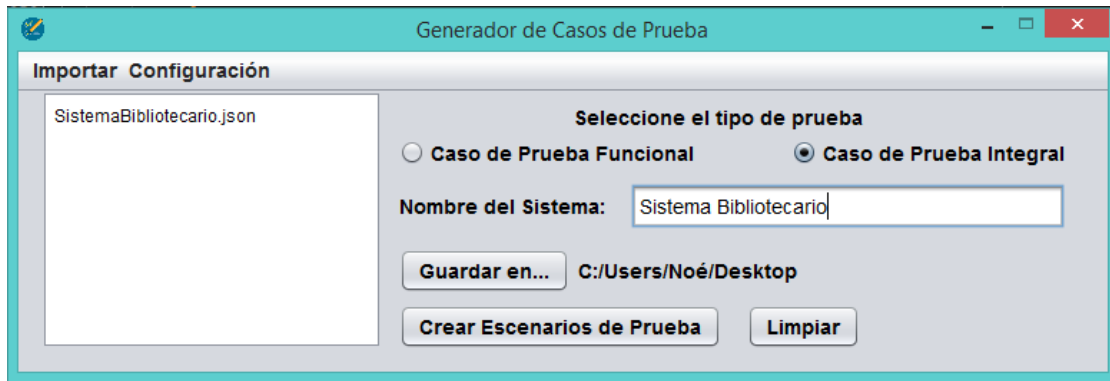 Generador de Casos de Prueba
Importar Configuración
SistemaBibliotecario.json
Seleccione el tipo de prueba
Caso de Prueba Funcional
Caso de Prueba Integral
Nombre del Sistema: Sistema Bibliotecario
Guardar en... C:/Users/Noé/Desktop
Crear Escenarios de Prueba Limpiar